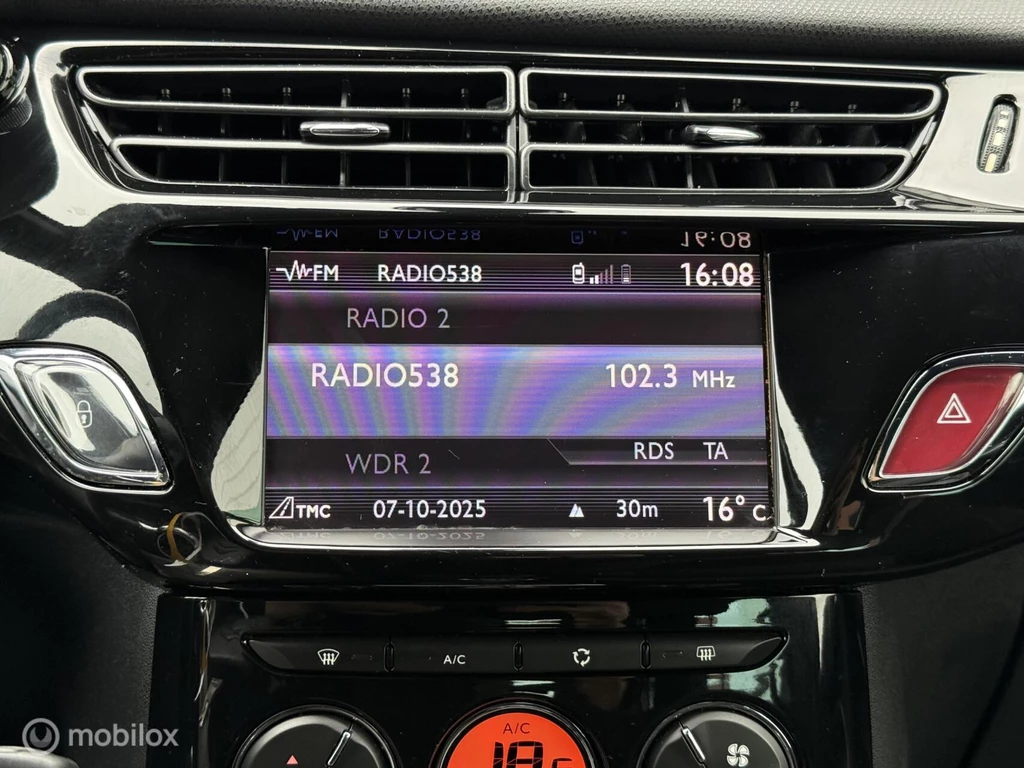 FM RADIO538 16:08
RADIO 2
RADIO538 102.3 MHz
WDR 2 RDS TA
TMC 07-10-2025 30m 16°C
A/C
A/C
mobilox